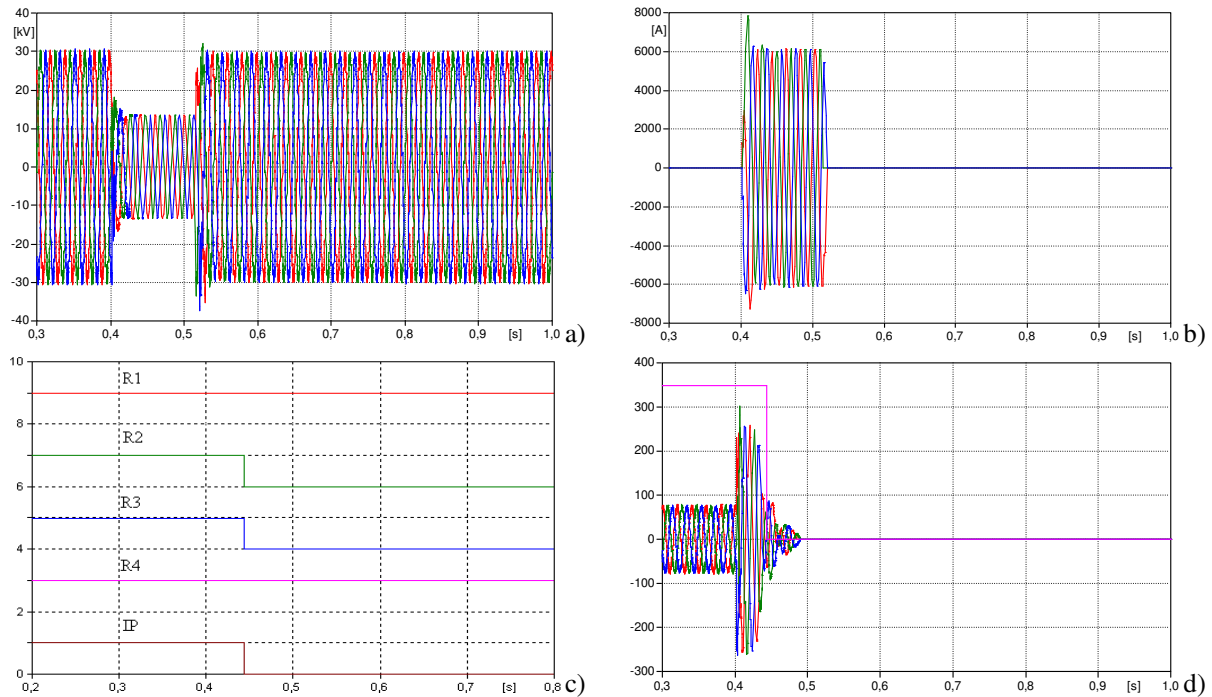 40
[kV]
30
20
10
0
-10
-20
-30
-40
0,3 0,4 0,5 0,6 0,7 0,8 0,9 [s] 1,0
a)
8000
[A]
6000
4000
2000
0
-2000
-4000
-6000
-8000
0,3 0,4 0,5 0,6 0,7 0,8 0,9 [s] 1,0
b)
10
R1
8
R2
6
R3
4
R4
2
IP
0
0,2 0,3 0,4 0,5 0,6 0,7 [s] 0,8
c)
400
300
200
100
0
-100
-200
-300
0,3 0,4 0,5 0,6 0,7 0,8 0,9 [s] 1,0
d)